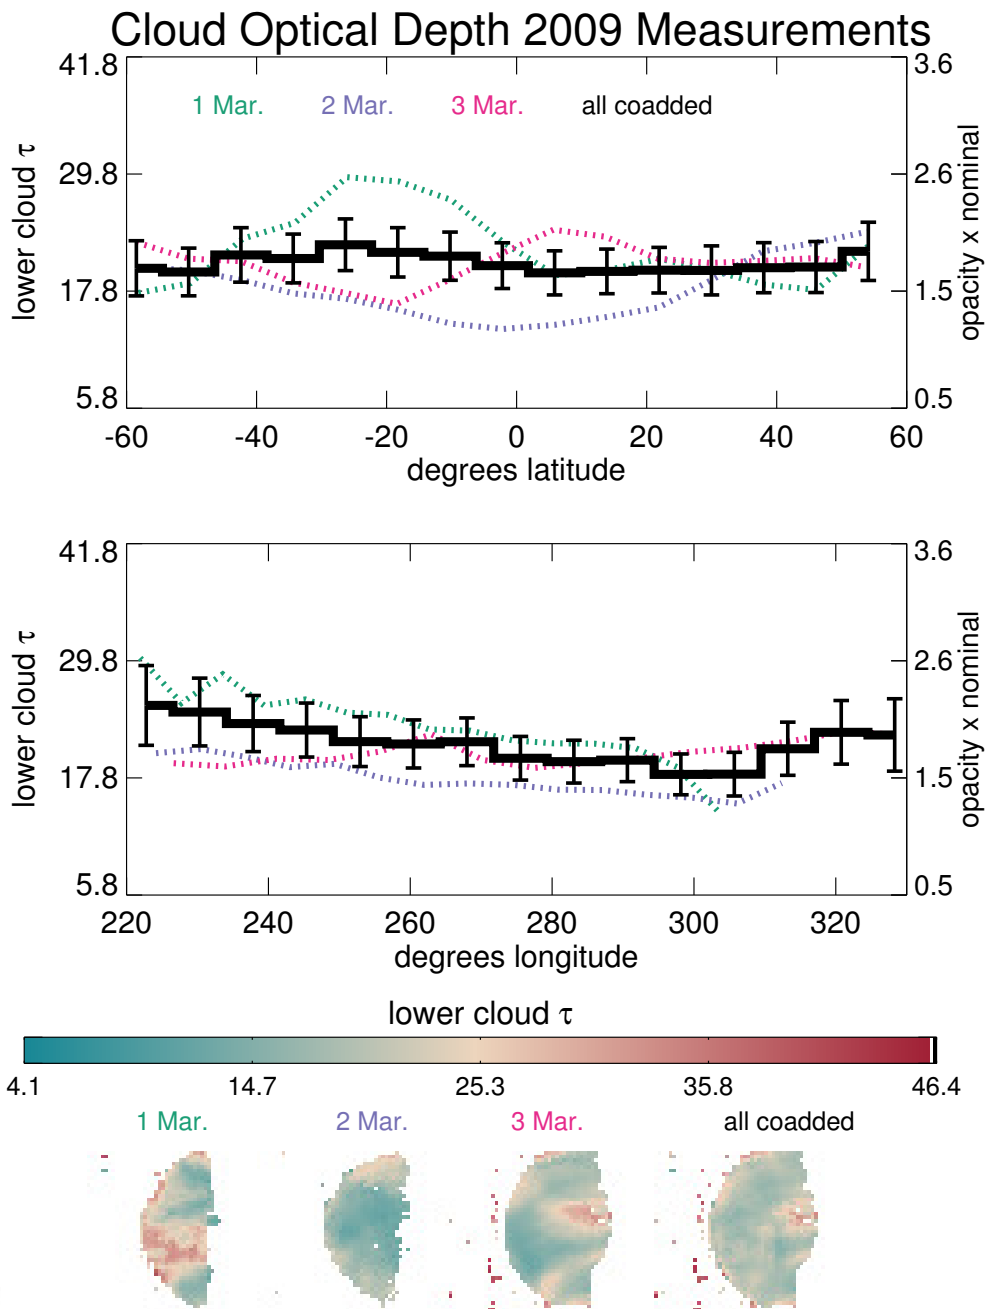 Cloud Optical Depth 2009 Measurements
41.8
3.6
1 Mar. 2 Mar. 3 Mar. all coadded
29.8
2.6
17.8
1.5
5.8
0.5
lower cloud τ
opacity x nominal
-60 -40 -20 0 20 40 60
degrees latitude
41.8
3.6
29.8
2.6
17.8
1.5
5.8
0.5
lower cloud τ
opacity x nominal
220 240 260 280 300 320
degrees longitude
lower cloud τ
4.1 14.7 25.3 35.8 46.4
1 Mar. 2 Mar. 3 Mar. all coadded